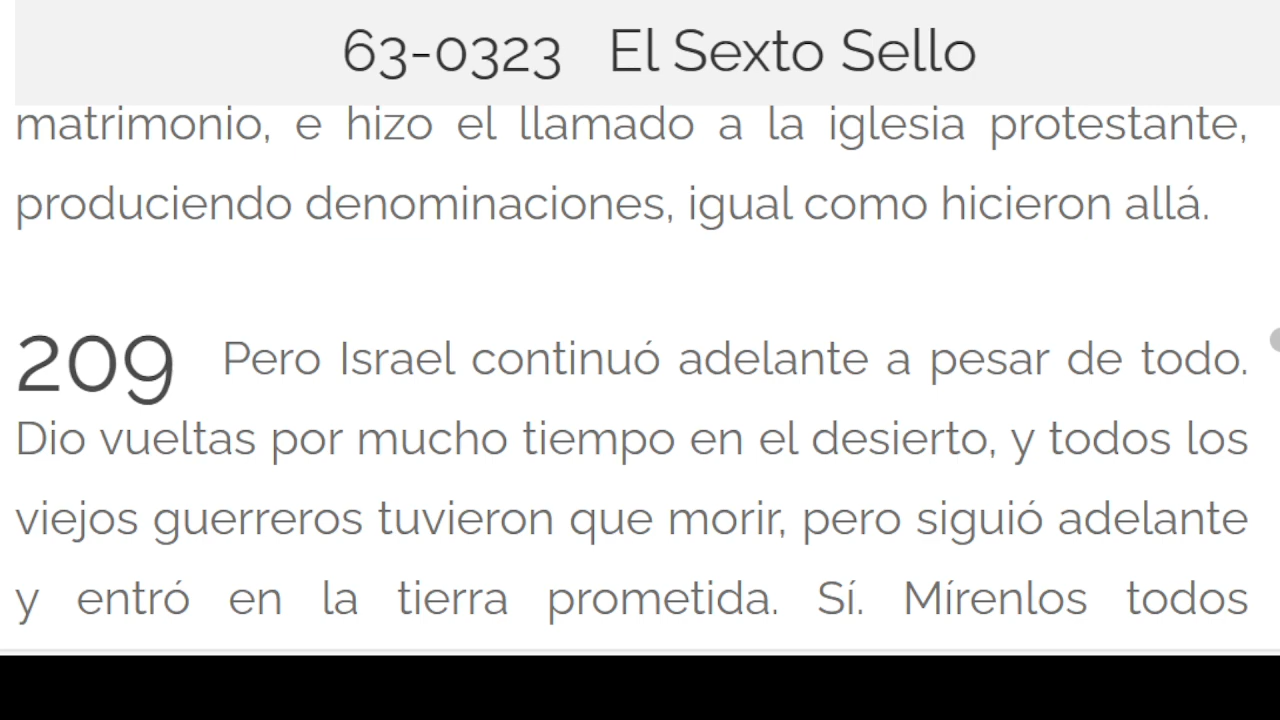 63-0323 El Sexto Sello
matrimonio, e hizo el llamado a la iglesia protestante,
produciendo denominaciones, igual como hicieron allá.
209 Pero Israel continuó adelante a pesar de todo.
Dio vueltas por mucho tiempo en el desierto, y todos los
viejos guerreros tuvieron que morir, pero siguió adelante
y entró en la tierra prometida. Sí. Mírenlos todos